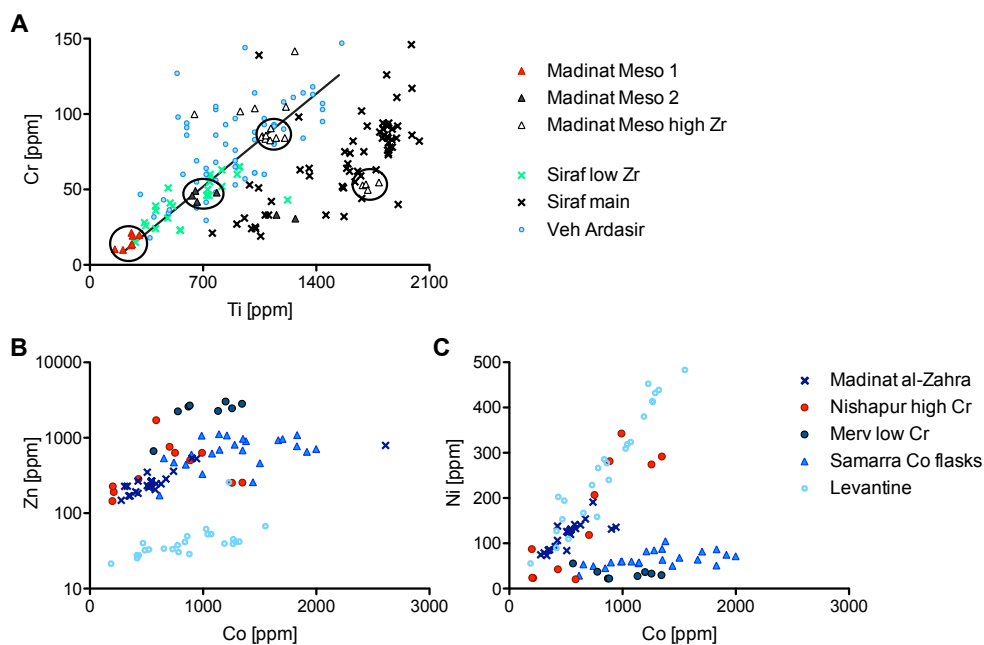 A
150
100
50
0
Cr [ppm]
0 700 1400 2100
Ti [ppm]
Madinat Meso 1
Madinat Meso 2
Madinat Meso high Zr
Siraf low Zr
Siraf main
Veh Ardasir
B
10000
1000
100
10
Zn [ppm]
0 1000 2000 3000
Co [ppm]
C
500
400
300
200
100
0
Ni [ppm]
0 1000 2000 3000
Co [ppm]
Madinat al-Zahra
Nishapur high Cr
Merv low Cr
Samarra Co flasks
Levantine